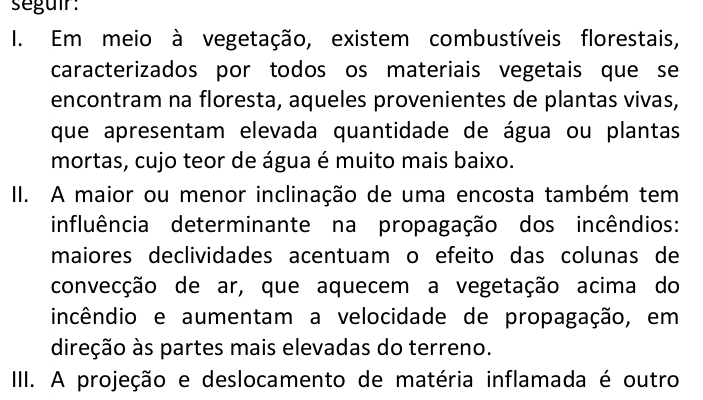 seguir:
I. Em meio à vegetação, existem combustíveis florestais,
caracterizados por todos os materiais vegetais que se
encontram na floresta, aqueles provenientes de plantas vivas,
que apresentam elevada quantidade de água ou plantas
mortas, cujo teor de água é muito mais baixo.
II. A maior ou menor inclinação de uma encosta também tem
influência determinante na propagação dos incêndios:
maiores declividades acentuam o efeito das colunas de
convecção de ar, que aquecem a vegetação acima do
incêndio e aumentam a velocidade de propagação, em
direção às partes mais elevadas do terreno.
III. A projeção e deslocamento de matéria inflamada é outro